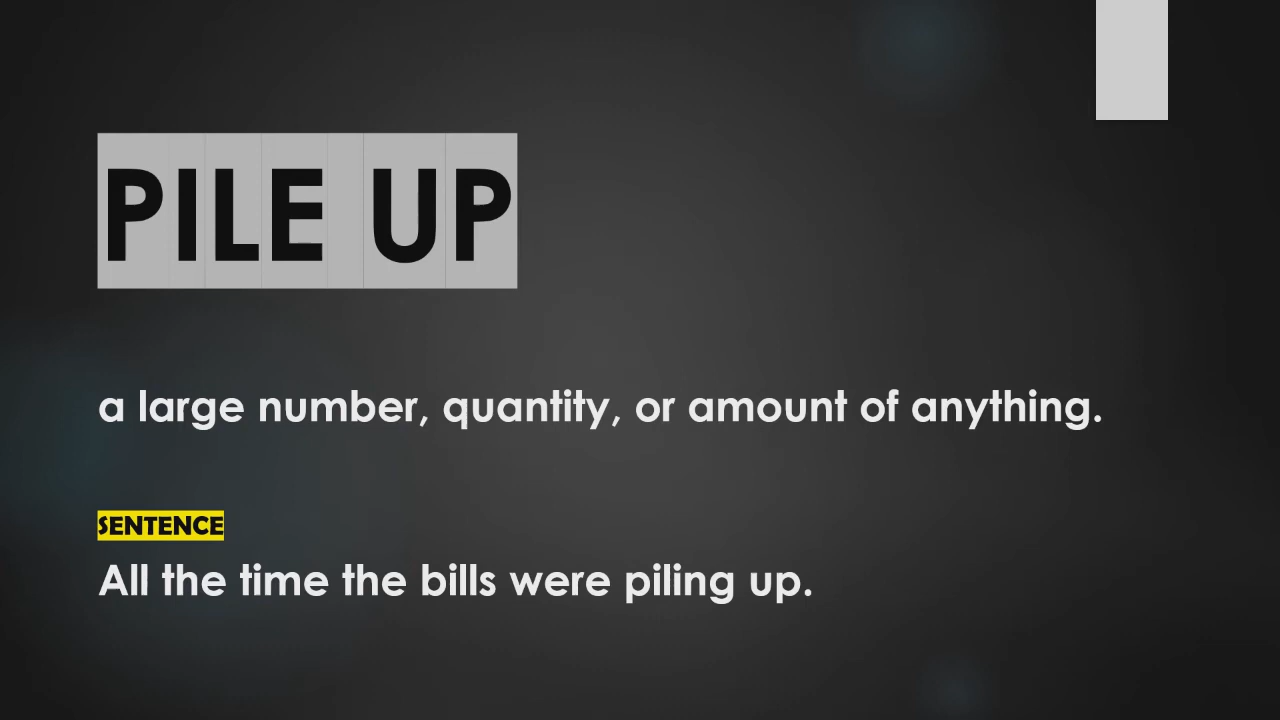 PILE UP
a large number, quantity, or amount of anything.
SENTENCE
All the time the bills were piling up.